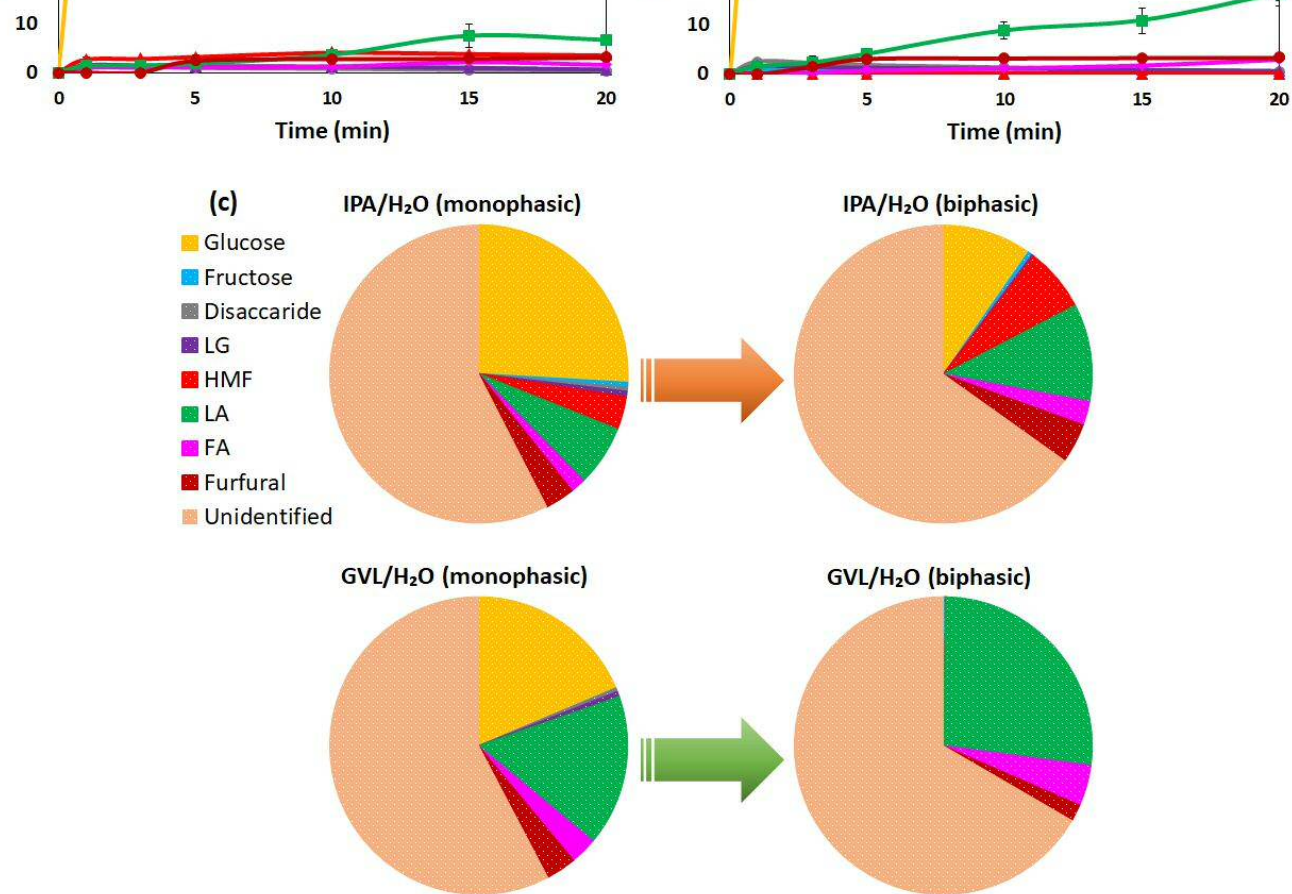 10
10
0
0
0 5 10 15 20
0 5 10 15 20
Time (min)
Time (min)
(c)
IPA/H₂O (monophasic)
IPA/H₂O (biphasic)
Glucose
Fructose
Disaccaride
LG
HMF
LA
FA
Furfural
Unidentified
GVL/H₂O (monophasic)
GVL/H₂O (biphasic)